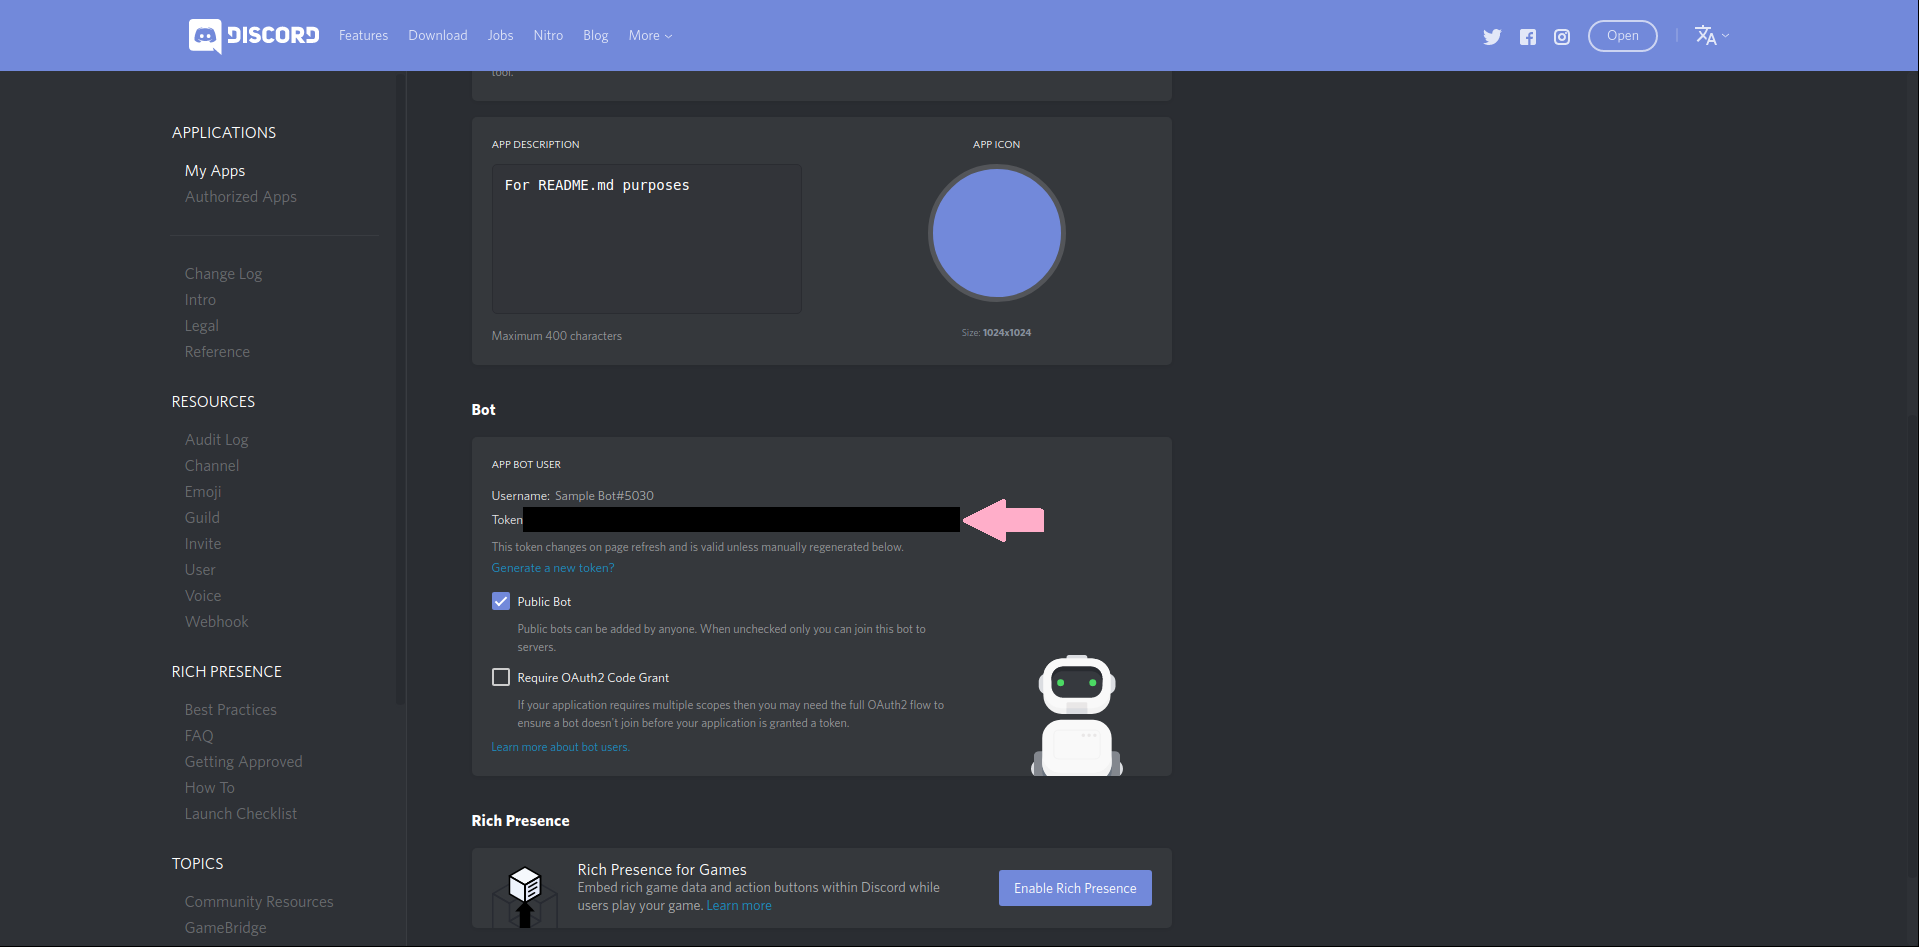 DISCORD
Features Download Jobs Nitro Blog More
Open
APPLICATIONS
My Apps
Authorized Apps
Change Log
Intro
Legal
Reference
RESOURCES
Audit Log
Channel
Emoji
Guild
Invite
User
Voice
Webhook
RICH PRESENCE
Best Practices
FAQ
Getting Approved
How To
Launch Checklist
TOPICS
Community Resources
GameBridge
tool.
APP DESCRIPTION
For README.md purposes
Maximum 400 characters
APP ICON
Size: 1024x1024
Bot
APP BOT USER
Username: Sample Bot#5030
Token
This token changes on page refresh and is valid unless manually regenerated below.
Generate a new token?
Public Bot
Public bots can be added by anyone. When unchecked only you can join this bot to
servers.
Require OAuth2 Code Grant
If your application requires multiple scopes then you may need the full OAuth2 flow to
ensure a bot doesn't join before your application is granted a token.
Learn more about bot users.
Rich Presence
Rich Presence for Games
Embed rich game data and action buttons within Discord while
users play your game. Learn more
Enable Rich Presence